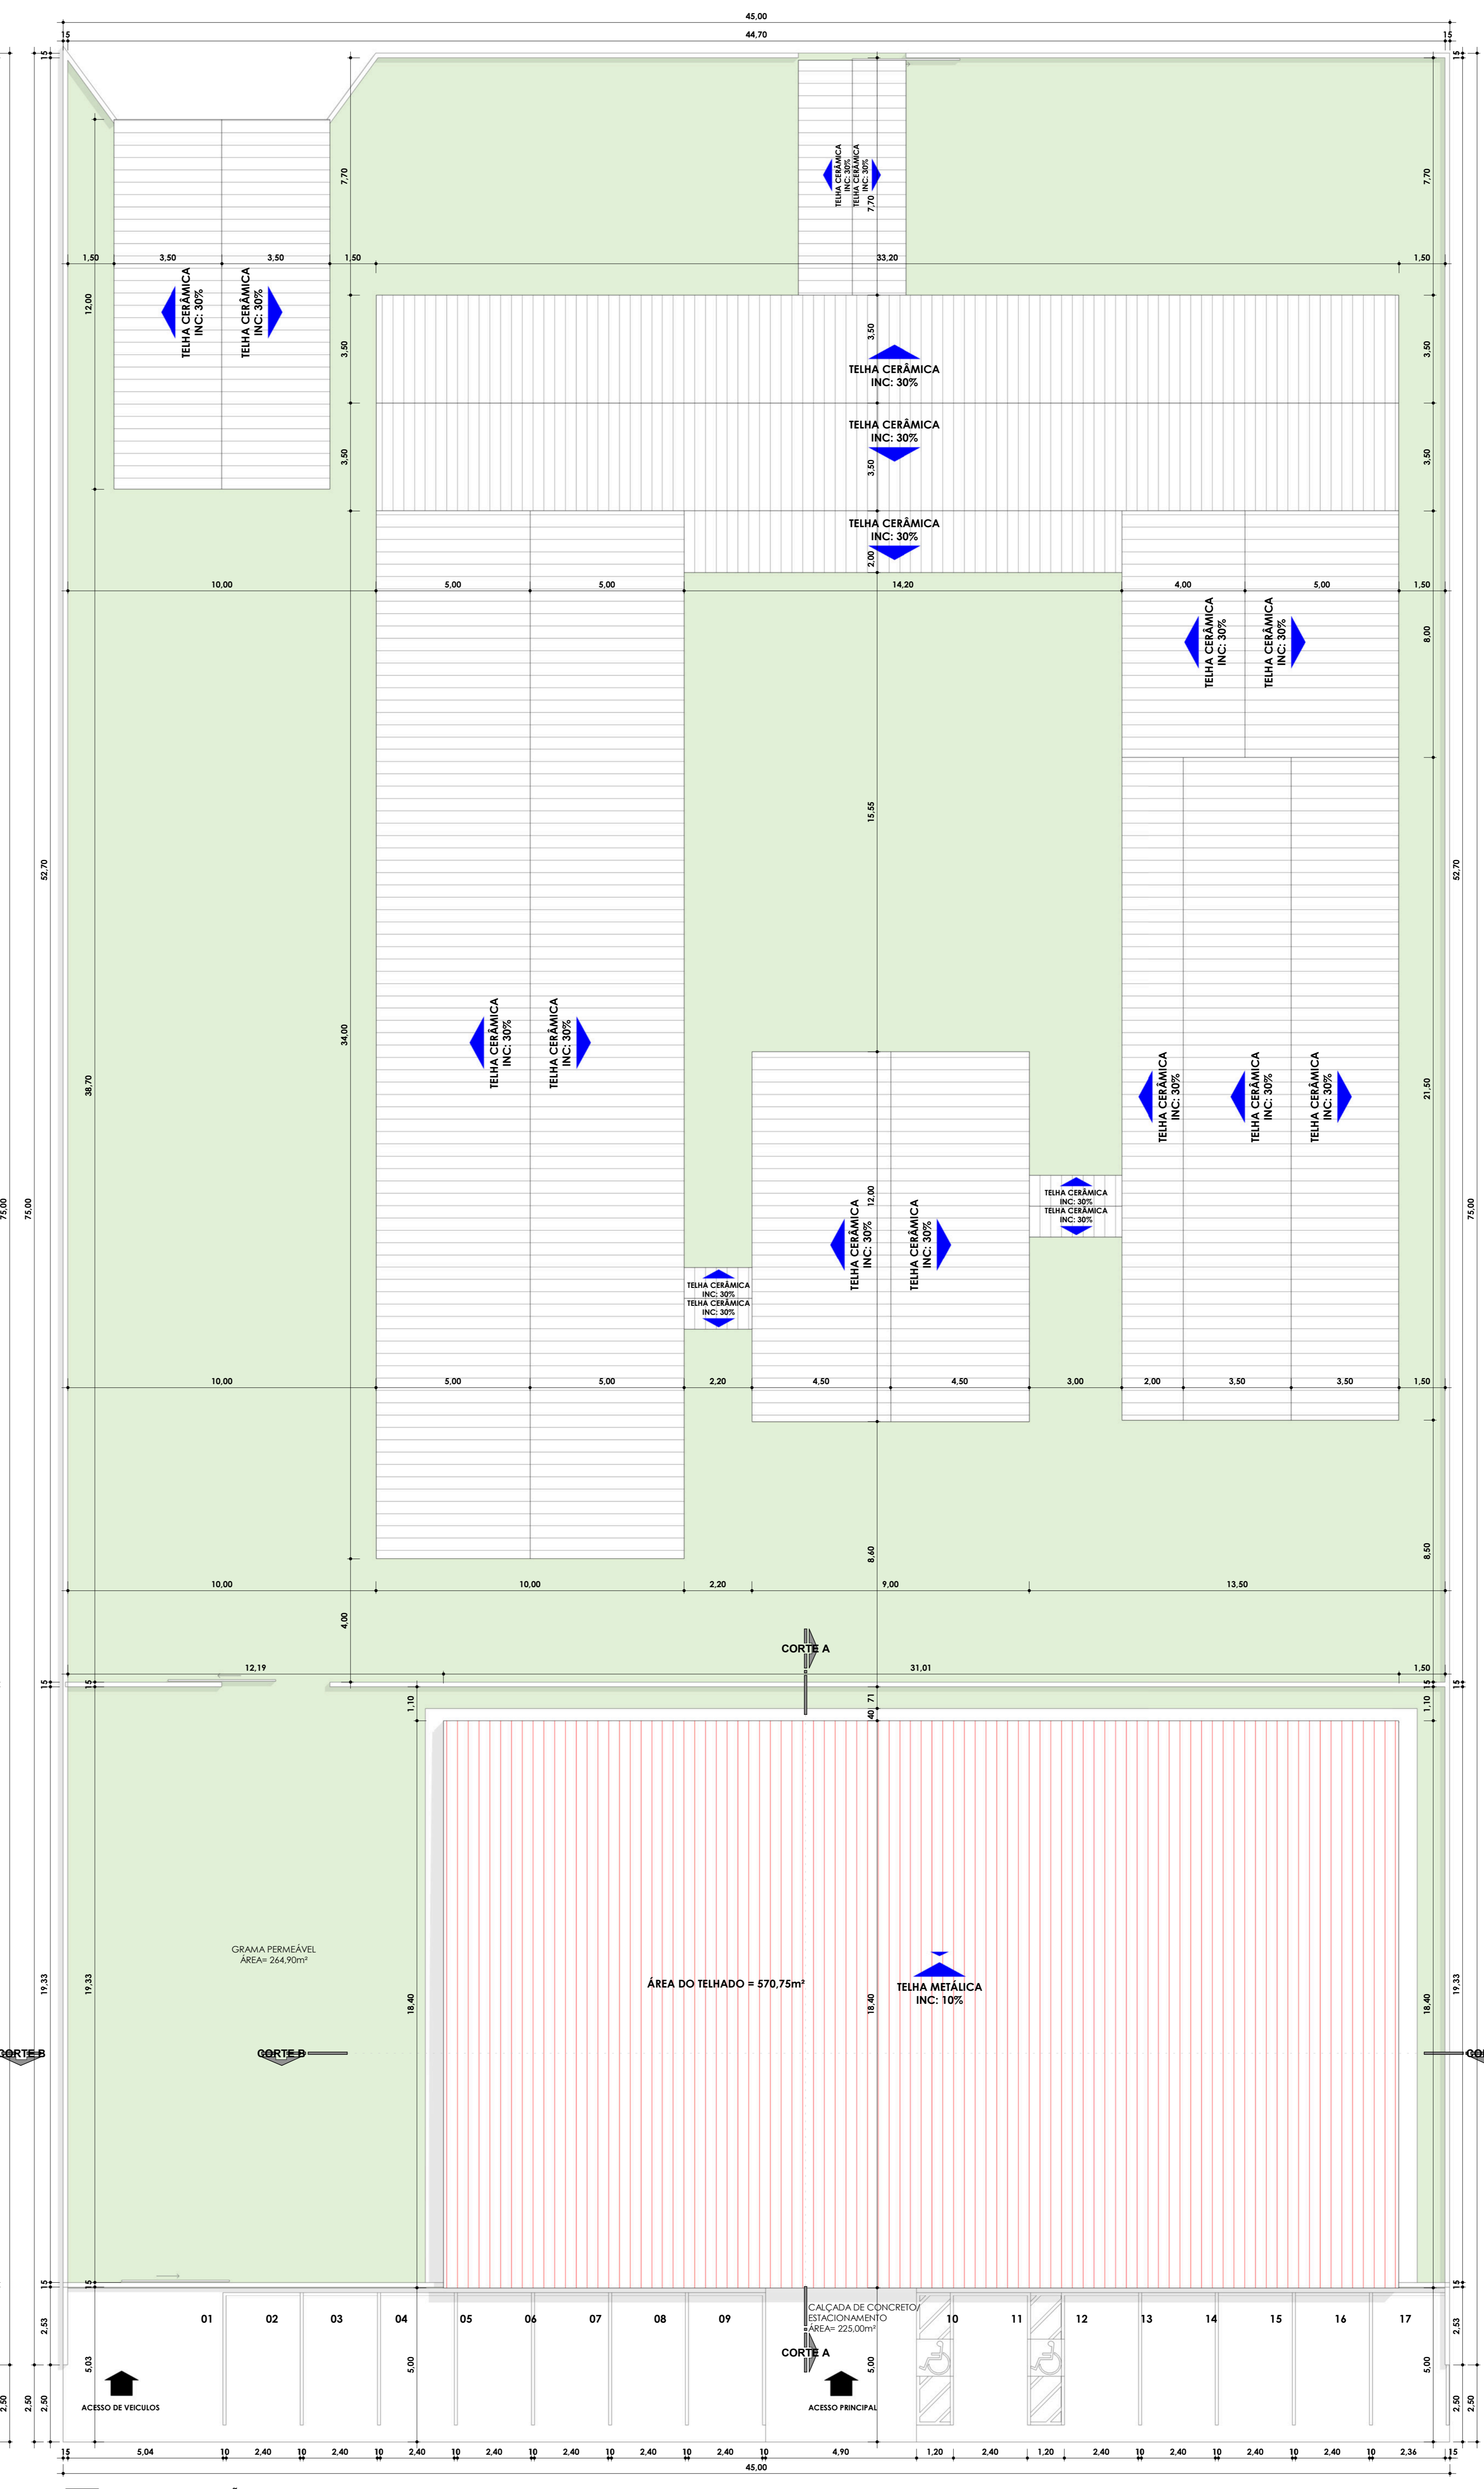 45,00
15
44,70
15
15
15
7,70
TELHA CERÂMICA
INC: 30%
TELHA CERÂMICA
INC: 30%
7,70
7,70
1,50
3,50
3,50
1,50
33,20
1,50
12,00
TELHA CERÂMICA
INC: 30%
TELHA CERÂMICA
INC: 30%
3,50
3,50
3,50
TELHA CERÂMICA
INC: 30%
TELHA CERÂMICA
INC: 30%
3,50
3,50
3,50
TELHA CERÂMICA
INC: 30%
2,00
10,00
5,00
5,00
14,20
4,00
5,00
1,50
TELHA CERÂMICA
INC: 30%
TELHA CERÂMICA
INC: 30%
8,00
15,55
52,70
52,70
34,00
38,70
TELHA CERÂMICA
INC: 30%
TELHA CERÂMICA
INC: 30%
TELHA CERÂMICA
INC: 30%
TELHA CERÂMICA
INC: 30%
TELHA CERÂMICA
INC: 30%
21,50
75,00
75,00
75,00
12,00
TELHA CERÂMICA
INC: 30%
TELHA CERÂMICA
INC: 30%
TELHA CERÂMICA
INC: 30%
TELHA CERÂMICA
INC: 30%
TELHA CERÂMICA
INC: 30%
TELHA CERÂMICA
INC: 30%
10,00
5,00
5,00
2,20
4,50
4,50
3,00
2,00
3,50
3,50
1,50
8,60
8,50
10,00
10,00
2,20
9,00
13,50
4,00
CORTE A
12,19
31,01
1,50
15
15
15
15
1,10
71
40
1,10
GRAMA PERMEÁVEL
ÁREA= 264,90m²
ÁREA DO TELHADO = 570,75m²
TELHA METÁLICA
INC: 10%
19,33
19,33
18,40
18,40
18,40
19,33
CORTE B
CORTE B
15
15
15
15
01
02
03
04
05
06
07
08
09
CALÇADA DE CONCRETO/
ESTACIONAMENTO
ÁREA= 225,00m²
10
11
12
13
14
15
16
17
2,53
2,53
CORTE A
5,03
5,00
5,00
5,00
2,50
2,50
2,50
2,50
2,50
ACESSO DE VEICULOS
ACESSO PRINCIPAL
15
5,04
10
2,40
10
2,40
10
2,40
10
2,40
10
2,40
10
2,40
10
2,40
10
4,90
1,20
2,40
1,20
2,40
10
2,40
10
2,40
10
2,40
10
2,36
15
45,00